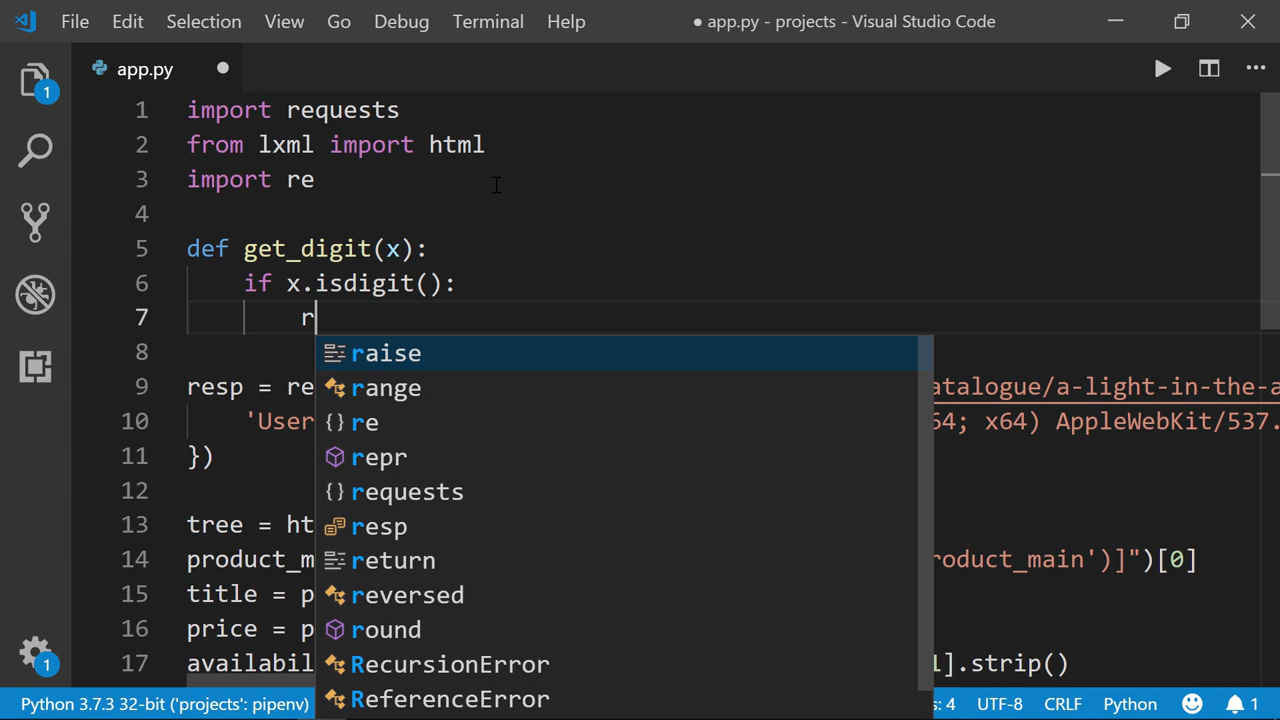 File Edit Selection View Go Debug Terminal Help ● app.py - projects - Visual Studio Code
app.py
1 import requests
2 from lxml import html
3 import re
4
5 def get_digit(x):
6 if x.isdigit():
7 r
8
9 resp = re atalogue/a-light-in-the-a
10 'User 64; x64) AppleWebKit/537.
11 })
12
13 tree = ht
14 product_m roduct_main')]")[0]
15 title = p
16 price = p
17 availabil 1].strip()
raise
range
re
repr
requests
resp
return
reversed
round
RecursionError
ReferenceError
1
1
Python 3.7.3 32-bit ('projects': pipenv) s: 4 UTF-8 CRLF Python 1